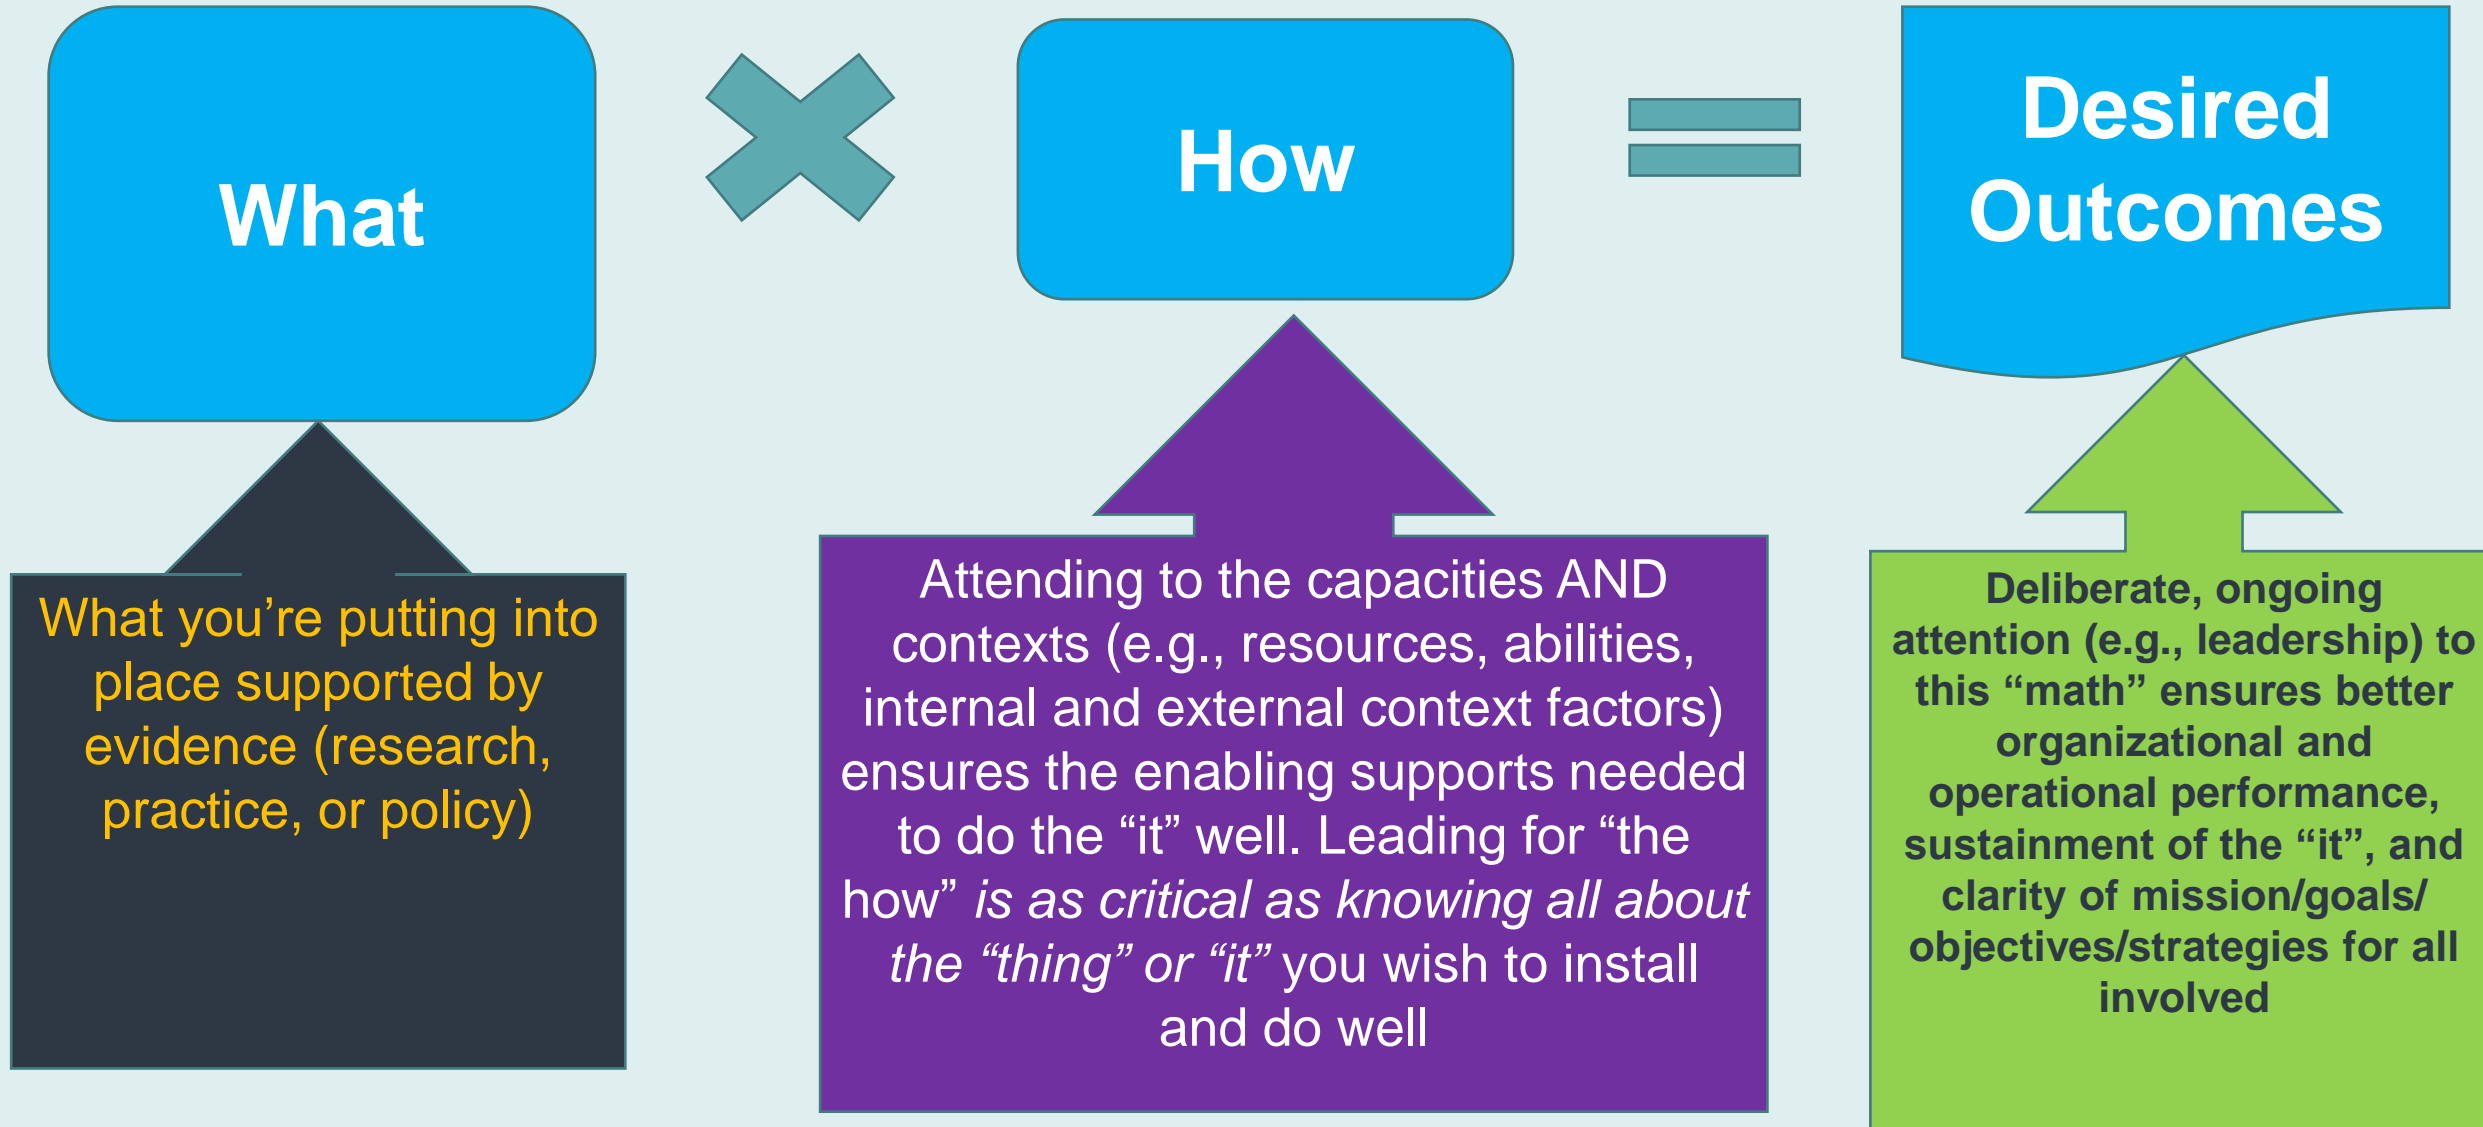 What
How
Desired
Outcomes
What you’re putting into
place supported by
evidence (research,
practice, or policy)
Attending to the capacities AND
contexts (e.g., resources, abilities,
internal and external context factors)
ensures the enabling supports needed
to do the “it” well. Leading for “the
how” is as critical as knowing all about
the “thing” or “it” you wish to install
and do well
Deliberate, ongoing
attention (e.g., leadership) to
this “math” ensures better
organizational and
operational performance,
sustainment of the “it”, and
clarity of mission/goals/
objectives/strategies for all
involved